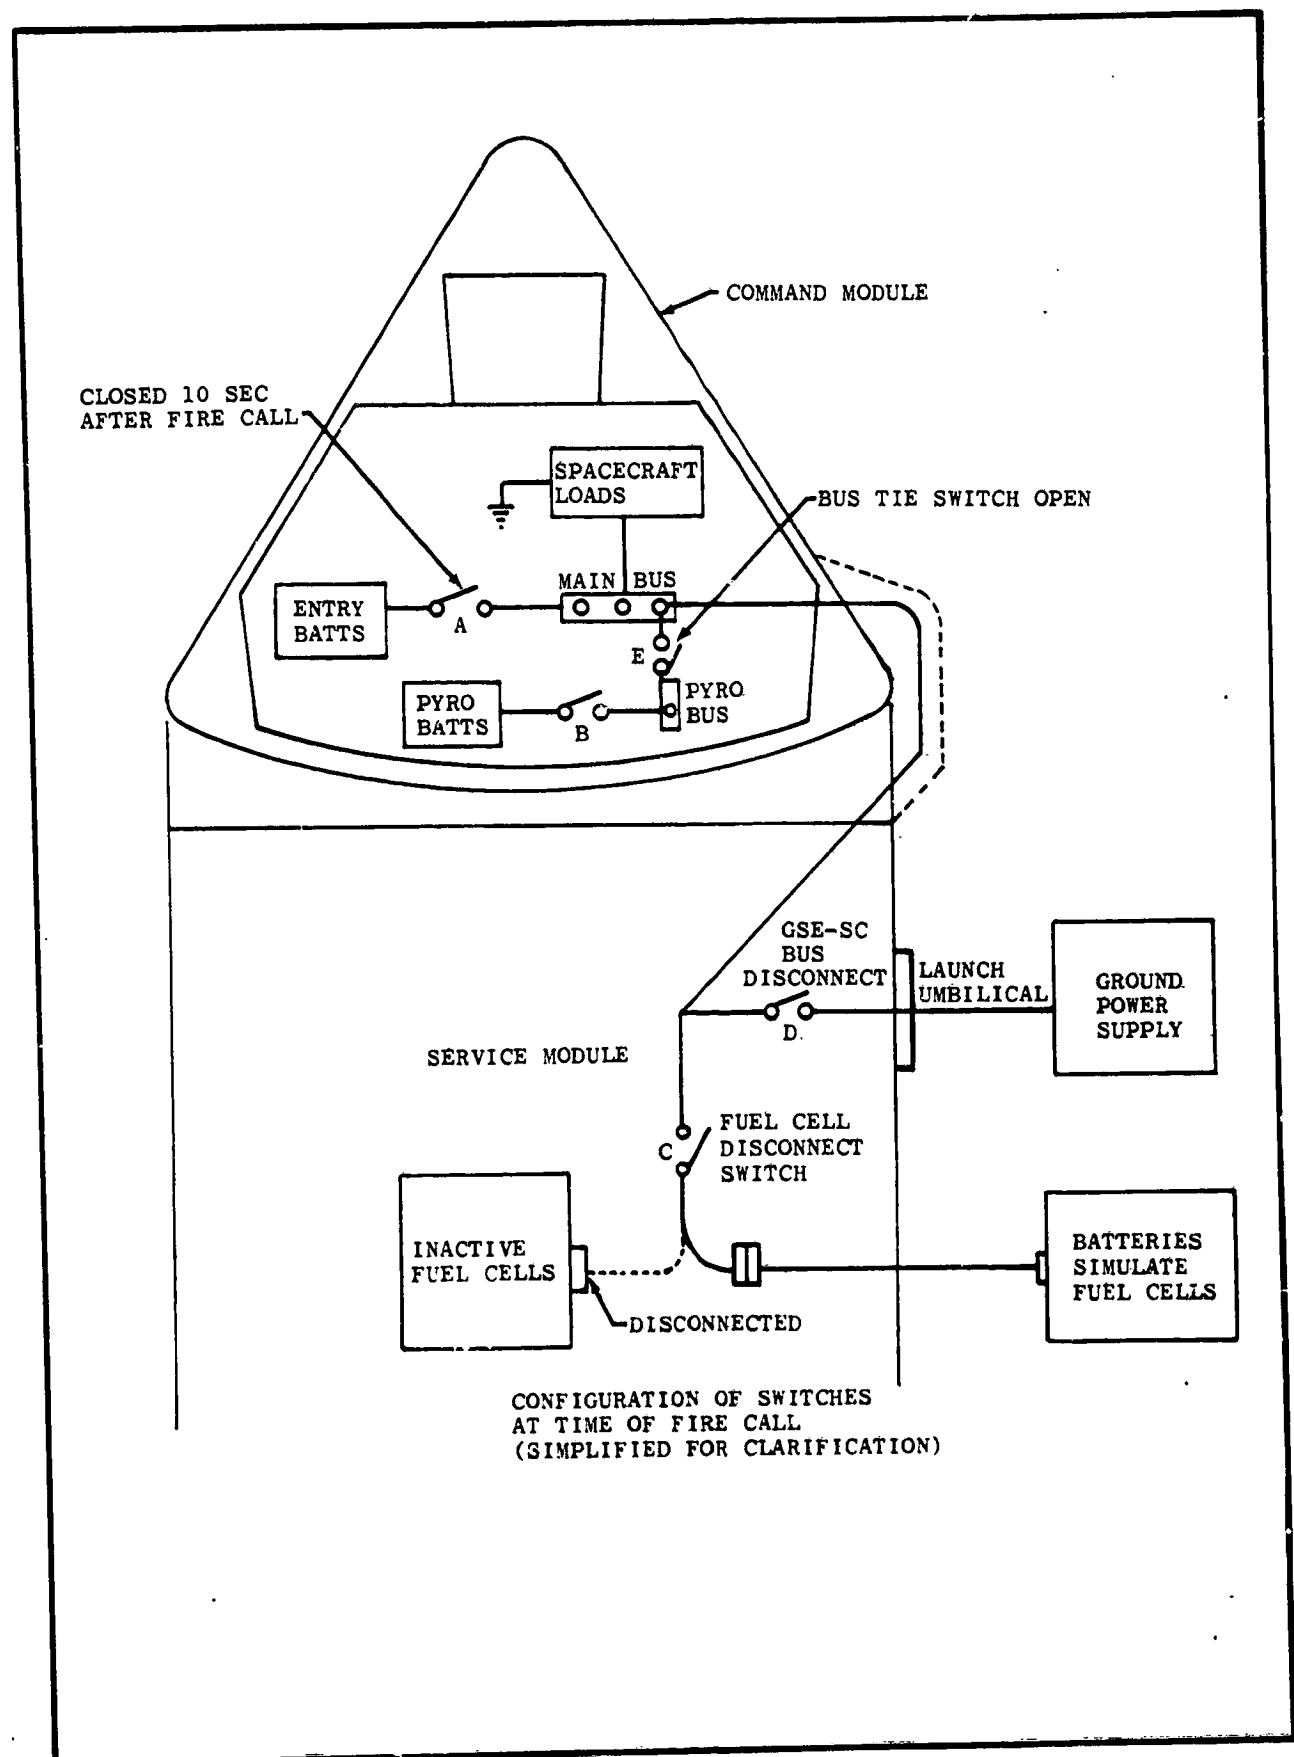 COMMAND MODULE
CLOSED 10 SEC
AFTER FIRE CALL
SPACECRAFT
LOADS
BUS TIE SWITCH OPEN
MAIN BUS
ENTRY
BATTS
A
E
PYRO
BATTS
B
PYRO
BUS
GSE-SC
BUS
DISCONNECT
LAUNCH
UMBILICAL
GROUND
POWER
SUPPLY
D
SERVICE MODULE
C
FUEL CELL
DISCONNECT
SWITCH
INACTIVE
FUEL CELLS
BATTERIES
SIMULATE
FUEL CELLS
DISCONNECTED
CONFIGURATION OF SWITCHES
AT TIME OF FIRE CALL
(SIMPLIFIED FOR CLARIFICATION)